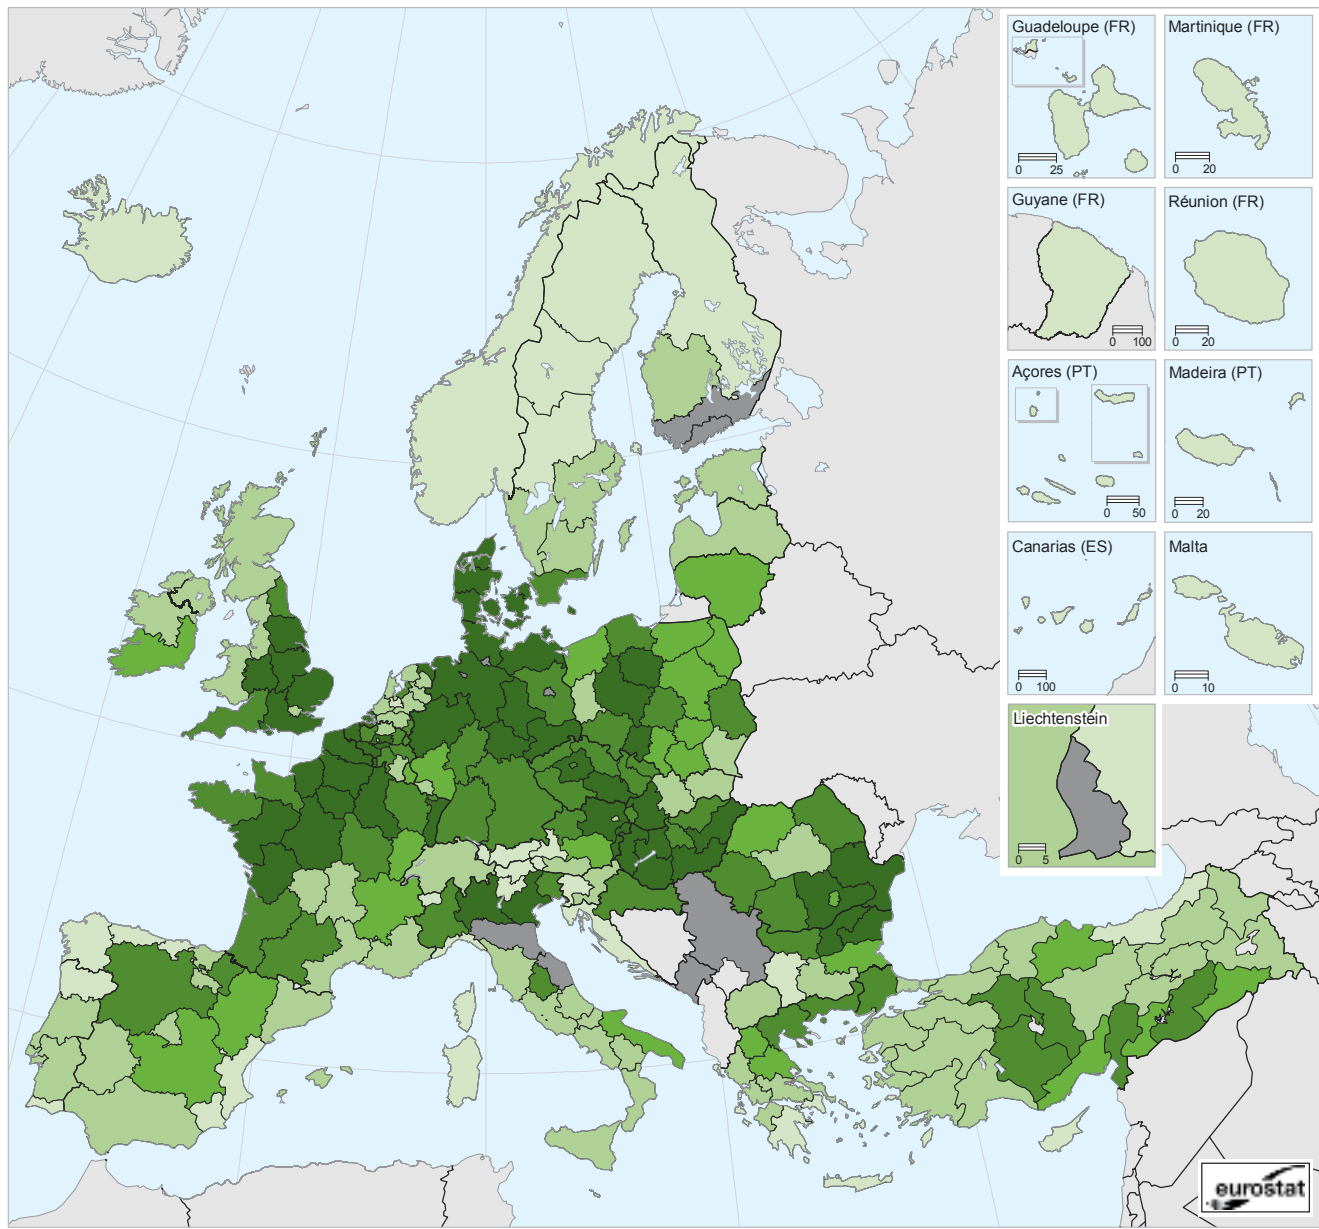 Guadeloupe (FR)
0 25
Martinique (FR)
0 20
Guyane (FR)
0 100
Réunion (FR)
0 20
Açores (PT)
0 50
Madeira (PT)
0 20
Canarias (ES)
0 100
Malta
0 10
Liechtenstein
0 5
eurostat